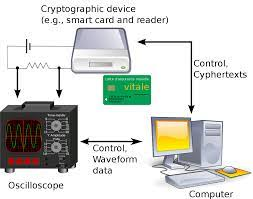 Cryptographic device
(e.g., smart card and reader)
vitale
Control,
Cyphertexts
Control,
Waveform
data
Oscilloscope
Computer